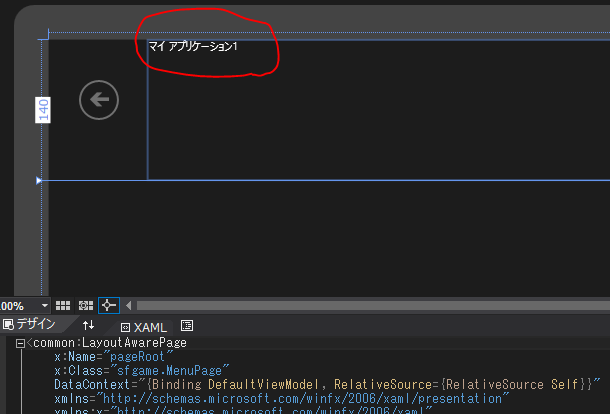 マイ アプリケーション1
140
.00%
デザイン
XAML
<common:LayoutAwarePage
x:Name="pageRoot"
x:Class="sfgame.MenuPage"
DataContext="{Binding DefaultViewModel, RelativeSource={RelativeSource Self}}"
xmlns="http://schemas.microsoft.com/winfx/2006/xaml/presentation"
xmlns:x="http://schemas.microsoft.com/winfx/2006/xaml"